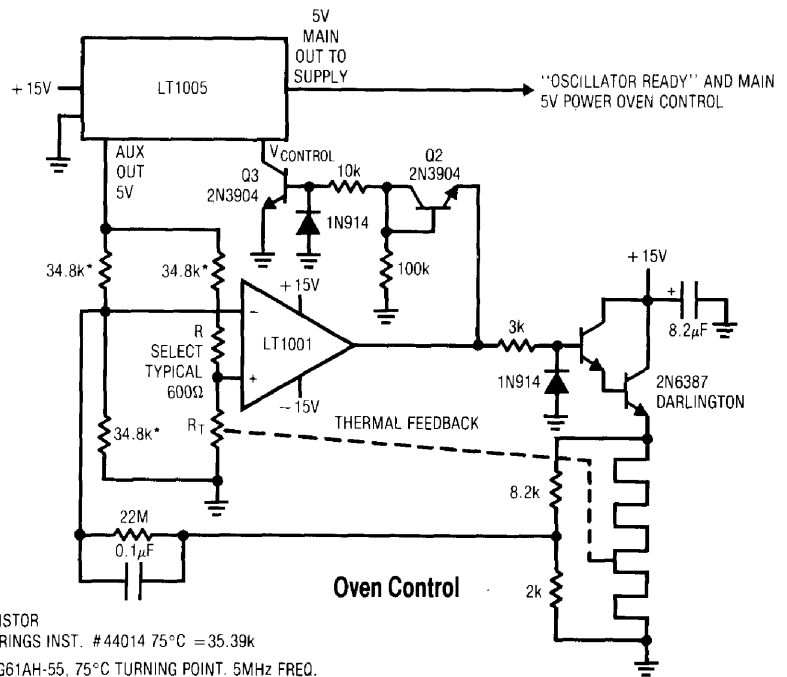 5V
MAIN
OUT TO
SUPPLY
+15V
LT1005
"OSCILLATOR READY" AND MAIN
5V POWER OVEN CONTROL
AUX
OUT
5V
VCONTROL
Q3
2N3904
10k
Q2
2N3904
1N914
100k
34.8k*
34.8k*
+15V
+15V
+
8.2μF
R
SELECT
TYPICAL
600Ω
−
LT1001
+
−15V
3k
1N914
2N6387
DARLINGTON
34.8k*
RT
THERMAL FEEDBACK
8.2k
22M
0.1μF
Oven Control
2k
ISTOR
RINGS INST. #44014 75°C = 35.39k
G61AH-55, 75°C TURNING POINT. 5MHz FREQ.